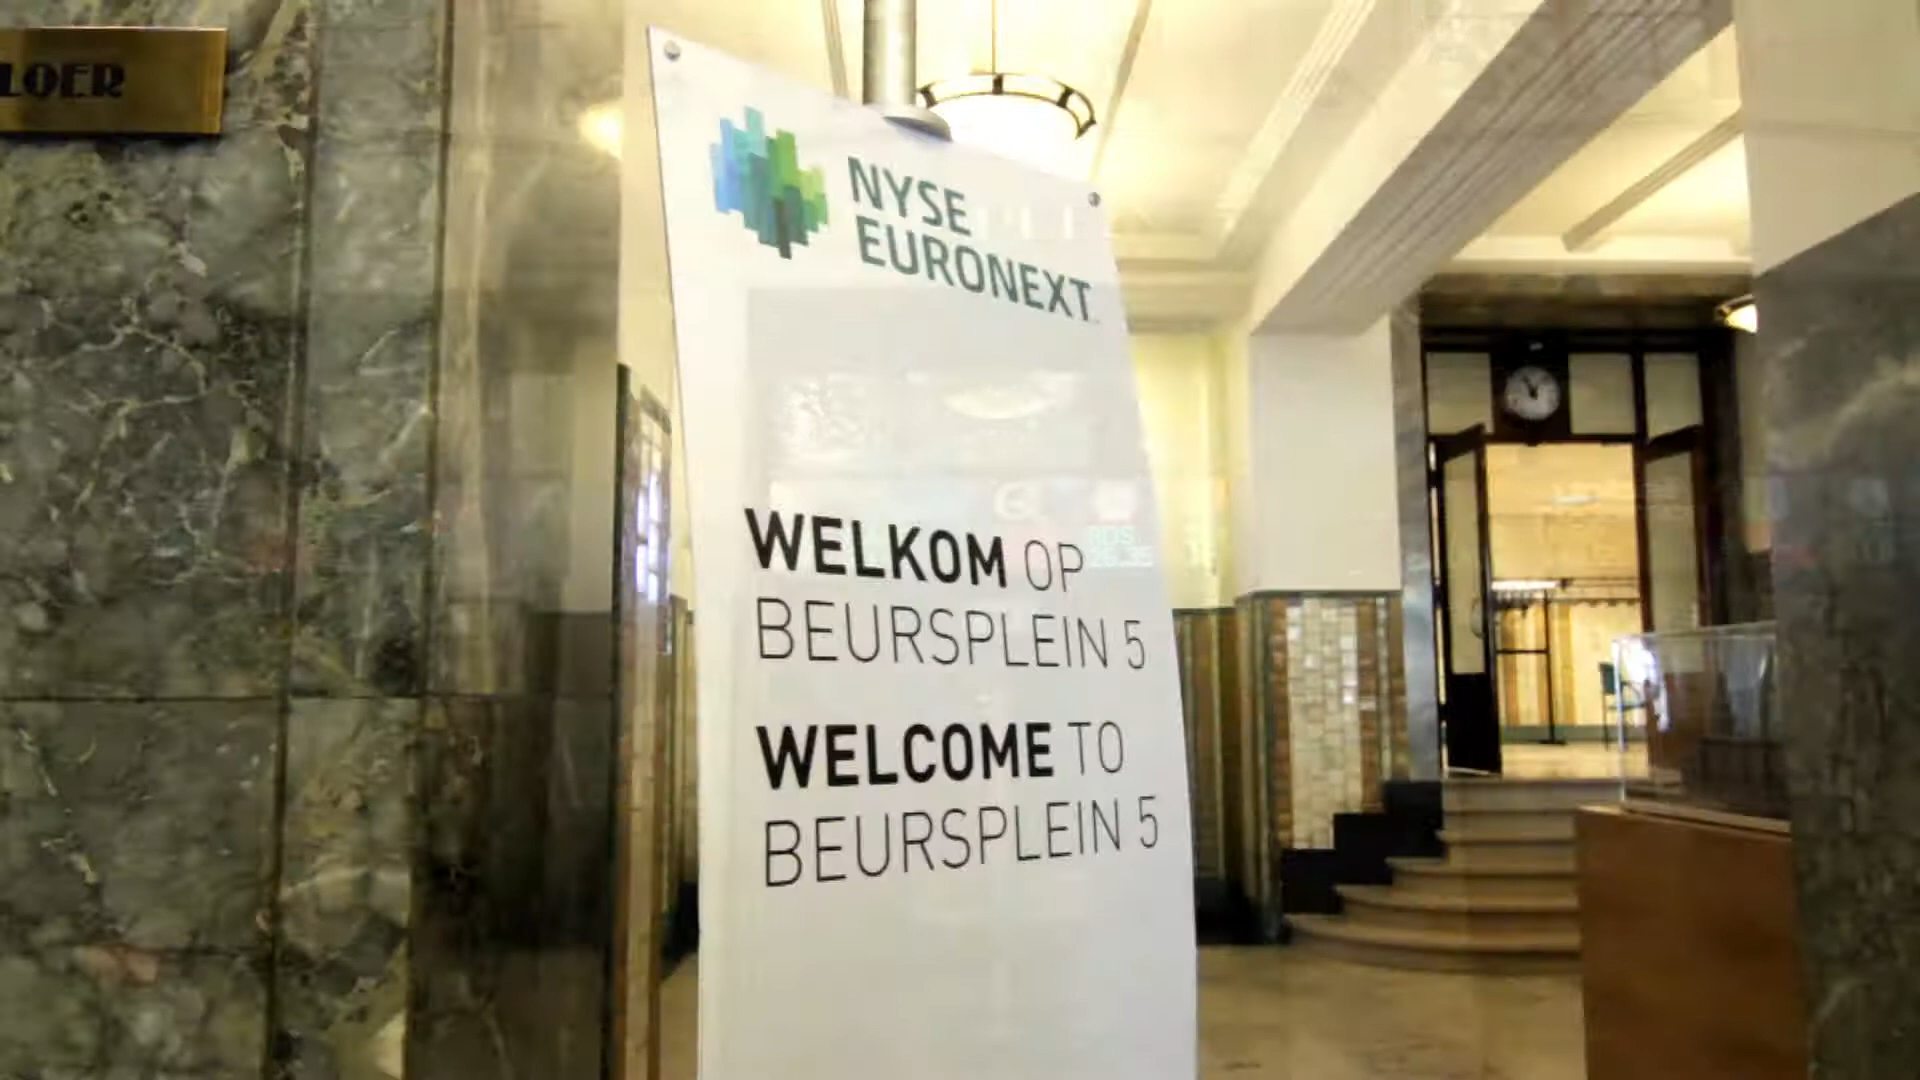 LOER
NYSE
EURONEXT
WELKOM OP
BEURSPLEIN 5
WELCOME TO
BEURSPLEIN 5